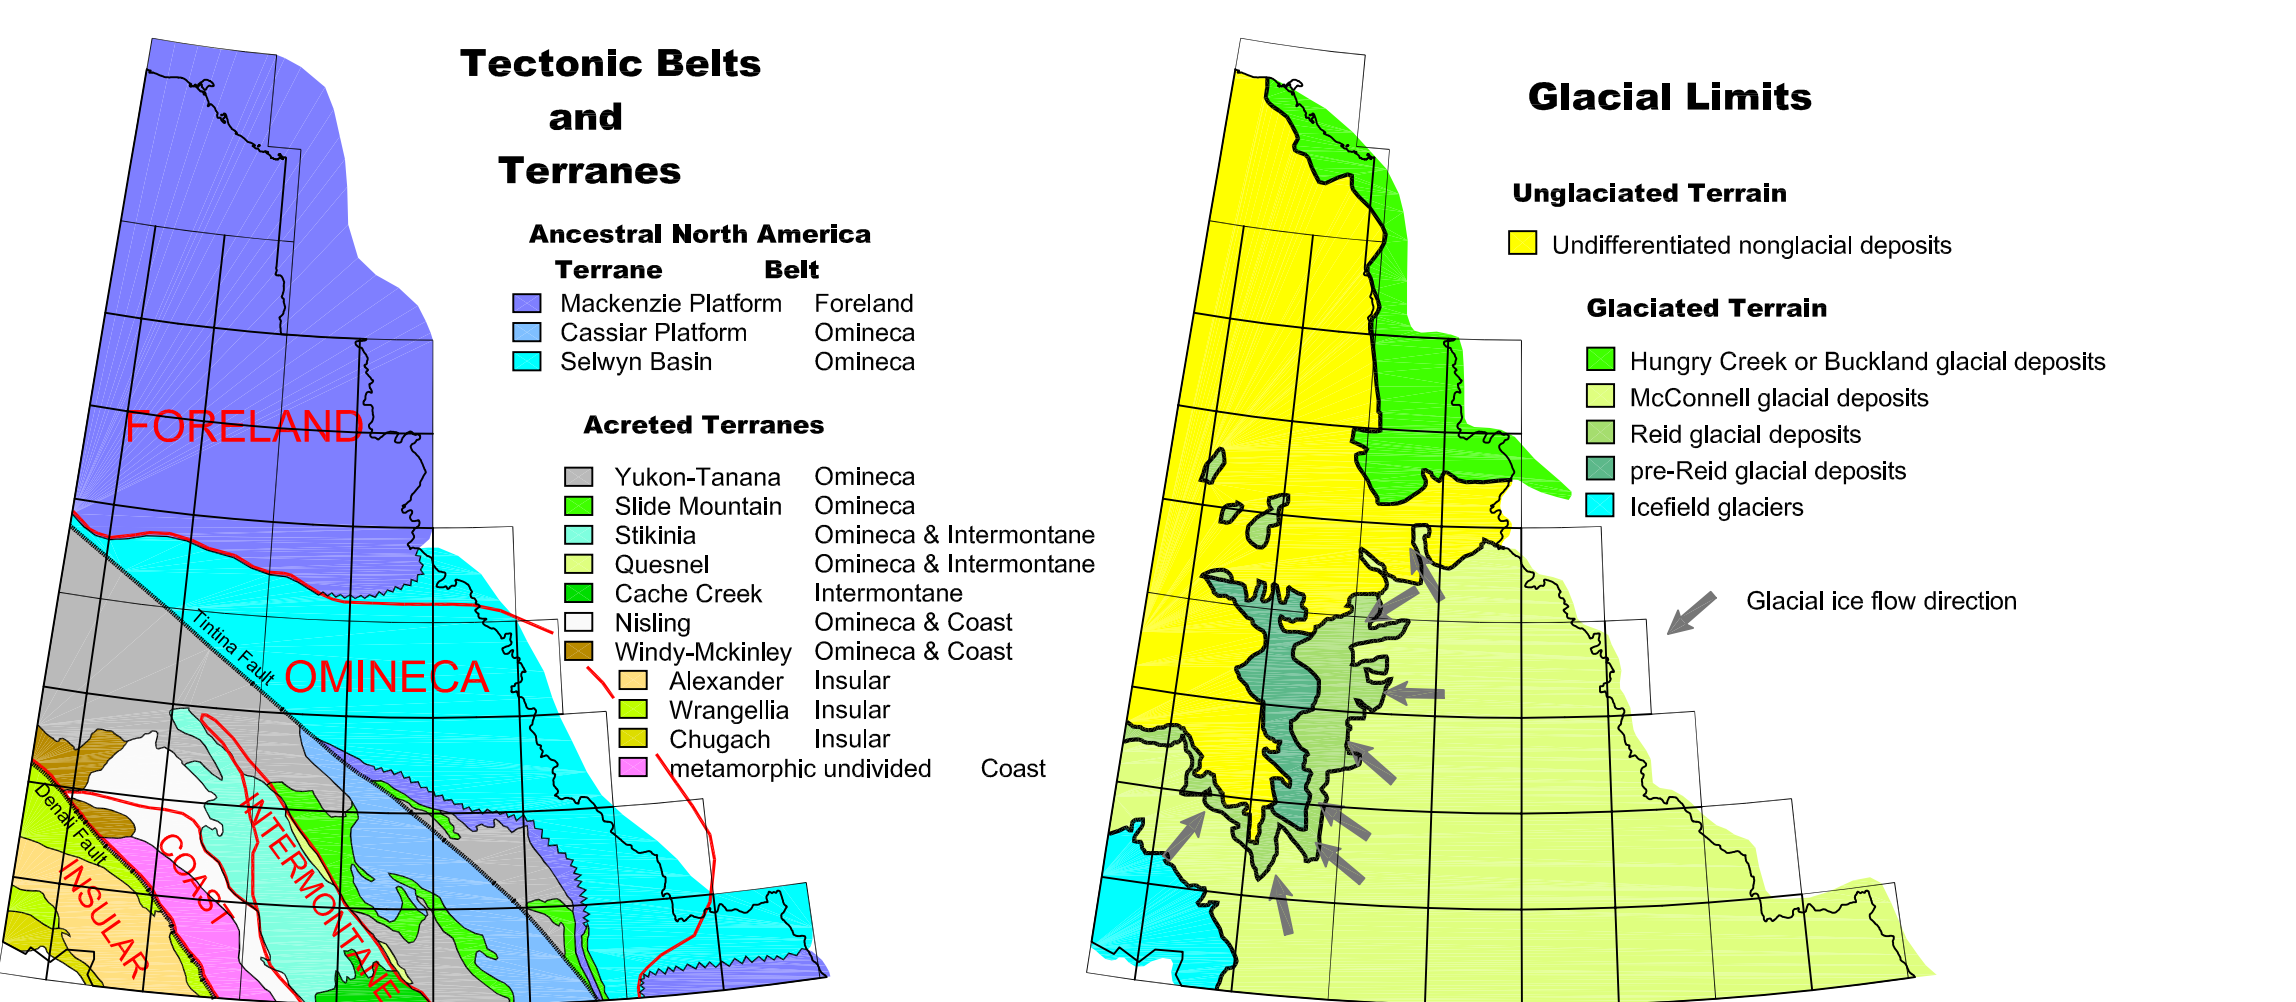 Tectonic Belts
and
Terranes
Ancestral North America
Terrane Belt
Mackenzie Platform Foreland
Cassiar Platform Omineca
Selwyn Basin Omineca
Acreted Terranes
Yukon-Tanana Omineca
Slide Mountain Omineca
Stikinia Omineca & Intermontane
Quesnel Omineca & Intermontane
Cache Creek Intermontane
Nisling Omineca & Coast
Windy-Mckinley Omineca & Coast
Alexander Insular
Wrangellia Insular
Chugach Insular
metamorphic undivided Coast
FORELAND
Tintina Fault
OMINECA
Denali Fault
INTERMONTANE
COAST
INSULAR
Glacial Limits
Unglaciated Terrain
Undifferentiated nonglacial deposits
Glaciated Terrain
Hungry Creek or Buckland glacial deposits
McConnell glacial deposits
Reid glacial deposits
pre-Reid glacial deposits
Icefield glaciers
Glacial ice flow direction